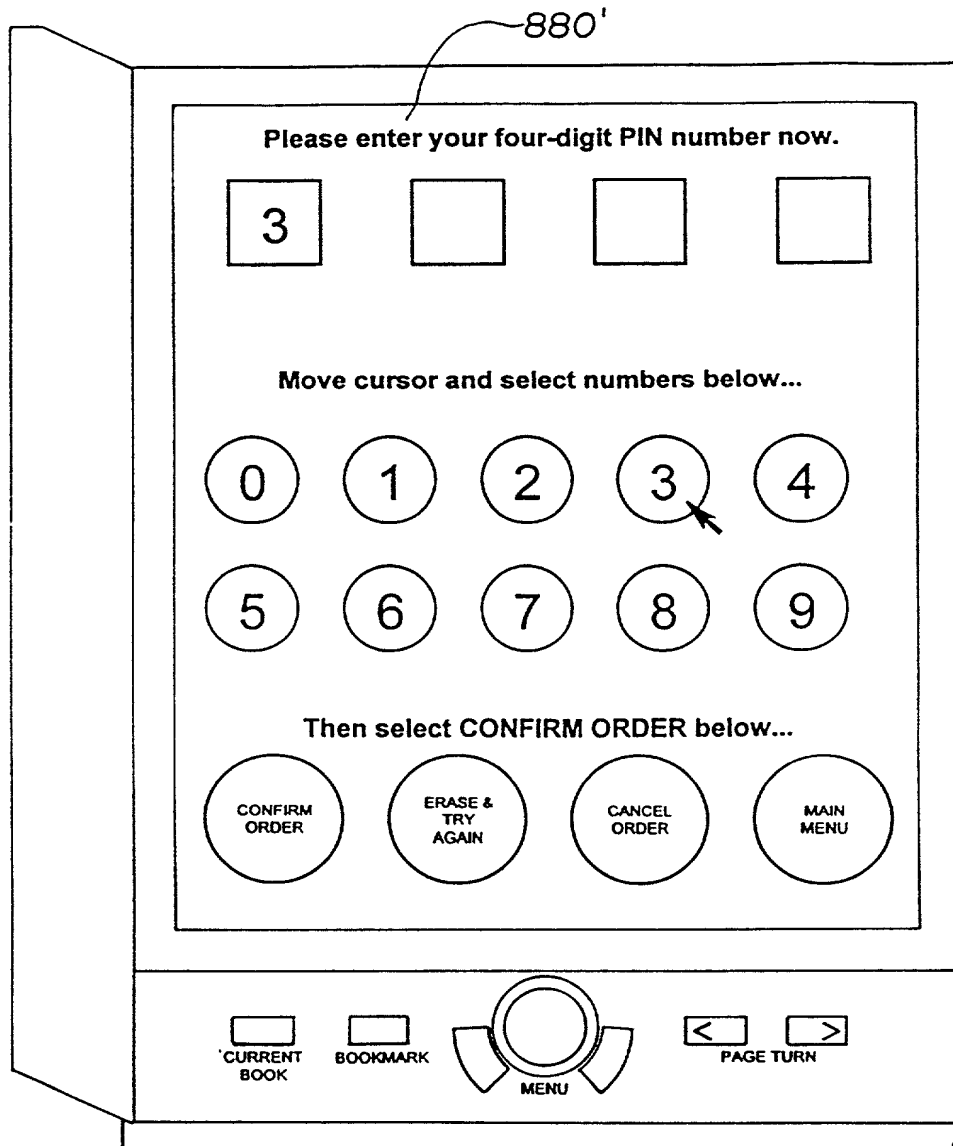 880'
Please enter your four-digit PIN number now.
3
Move cursor and select numbers below...
0 1 2 3 4
5 6 7 8 9
Then select CONFIRM ORDER below...
CONFIRM
ORDER
ERASE &
TRY
AGAIN
CANCEL
ORDER
MAIN
MENU
CURRENT
BOOK
BOOKMARK
MENU
< >
PAGE TURN